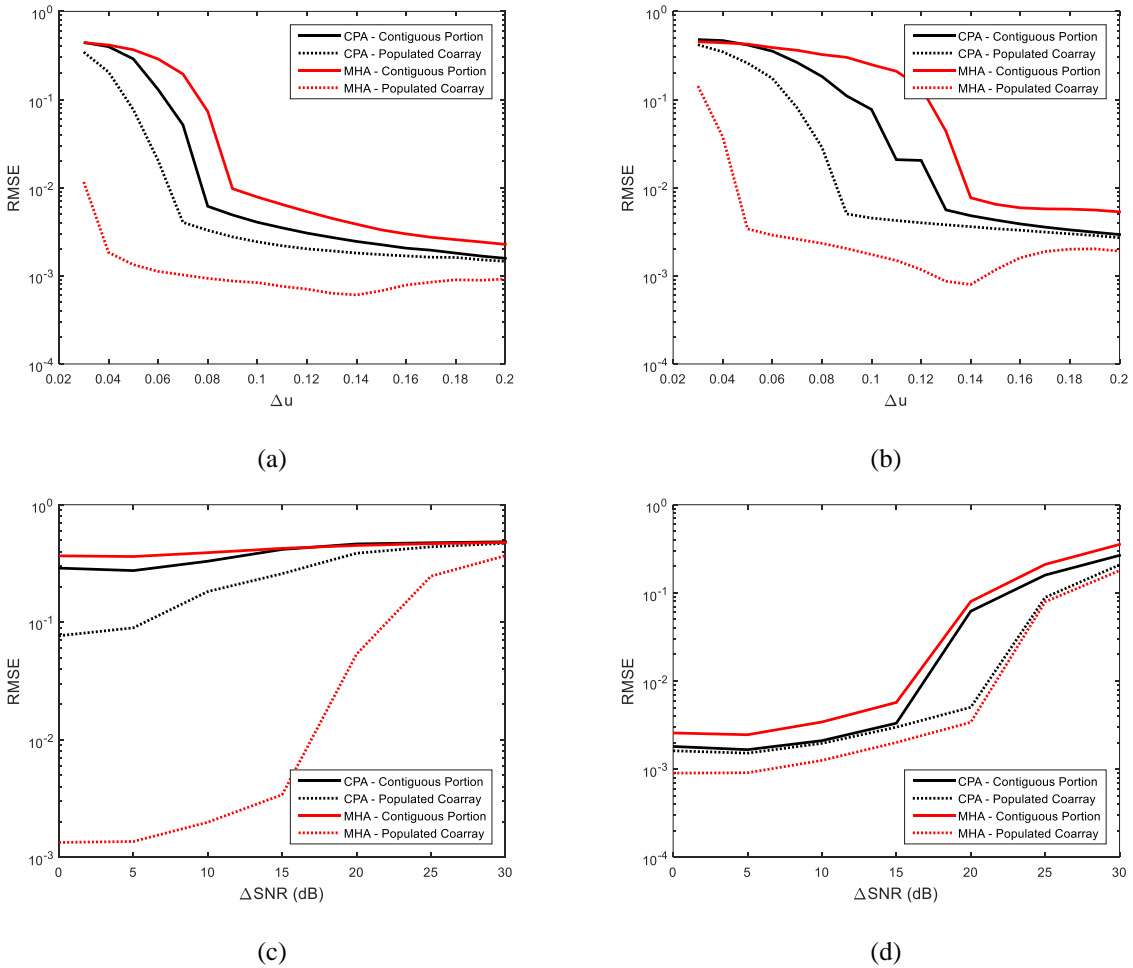 10^0
10^-1
10^-2
10^-3
10^-4
RMSE
0.02 0.04 0.06 0.08 0.1 0.12 0.14 0.16 0.18 0.2
Δu
CPA - Contiguous Portion
CPA - Populated Coarray
MHA - Contiguous Portion
MHA - Populated Coarray
(a)
10^0
10^-1
10^-2
10^-3
10^-4
RMSE
0.02 0.04 0.06 0.08 0.1 0.12 0.14 0.16 0.18 0.2
Δu
CPA - Contiguous Portion
CPA - Populated Coarray
MHA - Contiguous Portion
MHA - Populated Coarray
(b)
10^0
10^-1
10^-2
10^-3
RMSE
0 5 10 15 20 25 30
ΔSNR (dB)
CPA - Contiguous Portion
CPA - Populated Coarray
MHA - Contiguous Portion
MHA - Populated Coarray
(c)
10^0
10^-1
10^-2
10^-3
10^-4
RMSE
0 5 10 15 20 25 30
ΔSNR (dB)
CPA - Contiguous Portion
CPA - Populated Coarray
MHA - Contiguous Portion
MHA - Populated Coarray
(d)